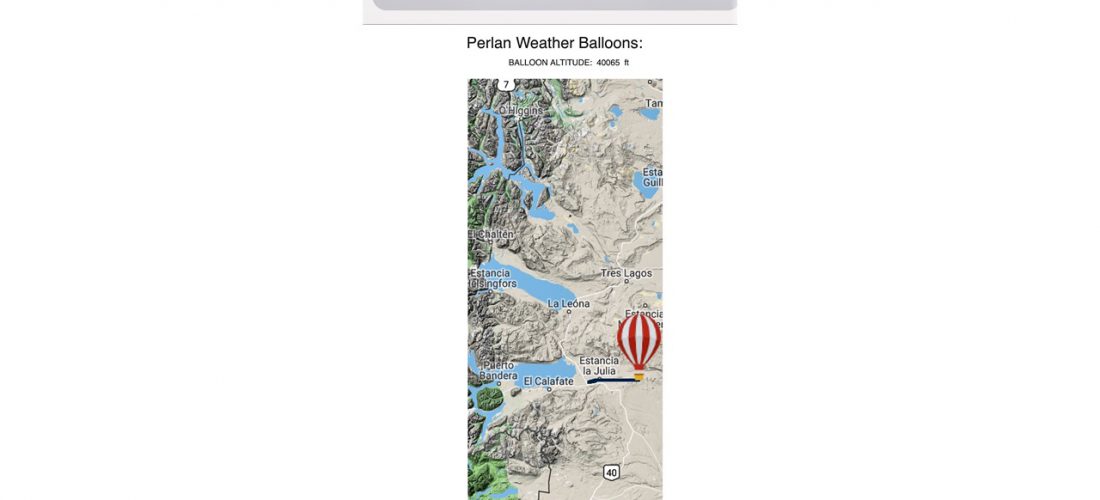 Perlan Weather Balloons:
BALLOON ALTITUDE: 40065 ft
7
O'Higgins
Tam
Esta
Guill
El Chaltén
Estancia
Tres Lagos
La Leona
Estancia
Estancia
la Julia
Puerto
Bandera
El Calafate
40